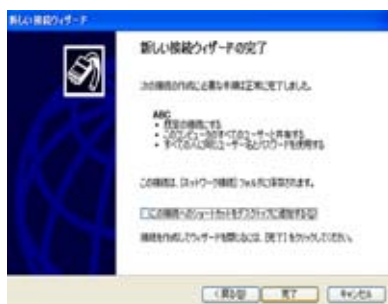 新しい接続ウィザード
新しい接続ウィザードの完了
次の接続の作成に必要な手順は正常に完了しました。
ABC
• 既定の接続にする
• このコンピュータのすべてのユーザーと共有する
• すべての人に同じユーザー名とパスワードを使用する
この接続は、[ネットワーク接続] フォルダに保存されます。
この接続へのショートカットをデスクトップに追加する(S)
接続を作成してウィザードを閉じるには、[完了] をクリックしてください。
< 戻る(B)
完了
キャンセル